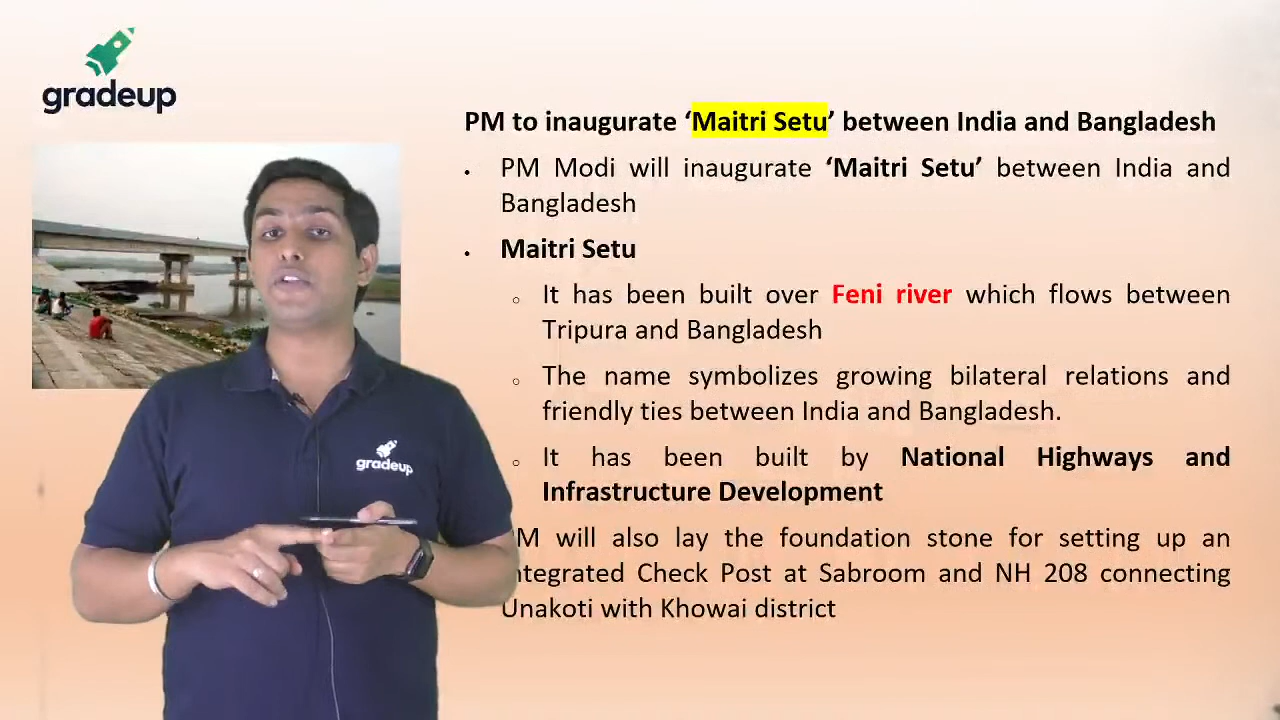 gradeup
PM to inaugurate ‘Maitri Setu’ between India and Bangladesh
• PM Modi will inaugurate ‘Maitri Setu’ between India and
Bangladesh
• Maitri Setu
o It has been built over Feni river which flows between
Tripura and Bangladesh
o The name symbolizes growing bilateral relations and
friendly ties between India and Bangladesh.
gradeup
o It has been built by National Highways and
Infrastructure Development
M will also lay the foundation stone for setting up an
ntegrated Check Post at Sabroom and NH 208 connecting
Unakoti with Khowai district